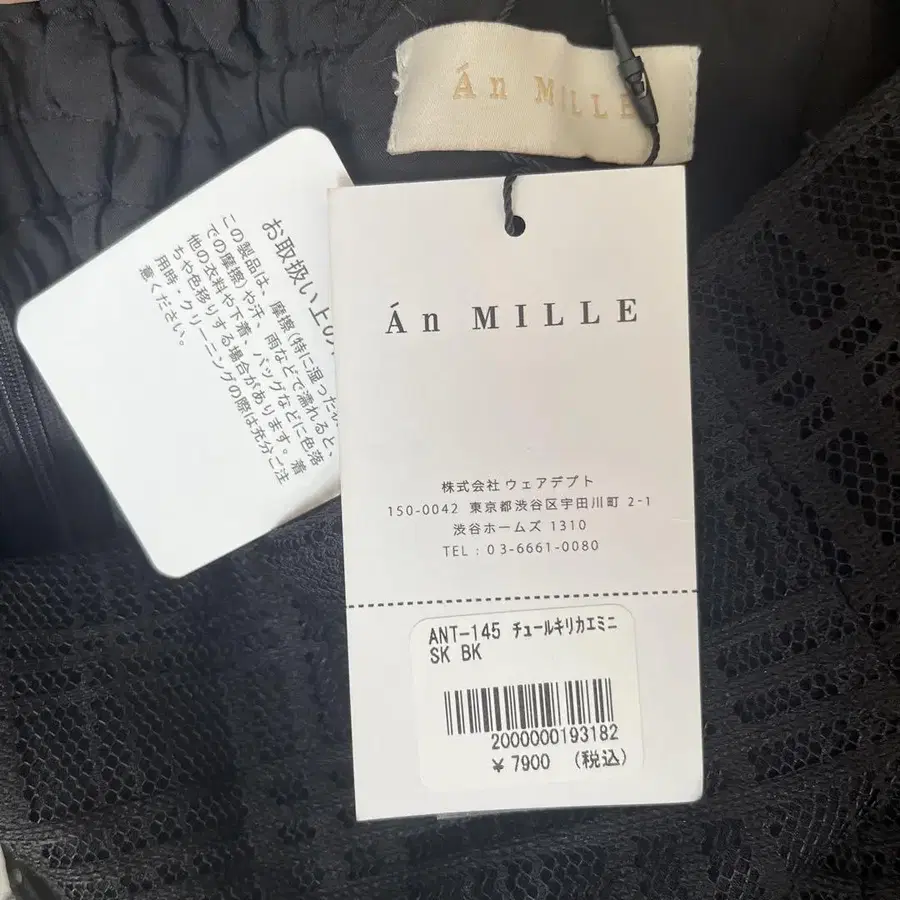 Án MILLE
お取扱い上の
この製品は、摩擦(特に湿った
での摩擦)や汗、雨などで濡れると、
他の衣料や下着、バッグなどに色落
ちや色移りする場合があります。着
用時・クリーニングの際は充分ご注
意ください。
Án MILLE
株式会社ウェアデプト
150-0042 東京都渋谷区宇田川町 2-1
渋谷ホームズ 1310
TEL : 03-6661-0080
ANT-145 チュールキリカエミニ
SK BK
2000000193182
¥7900 (税込)